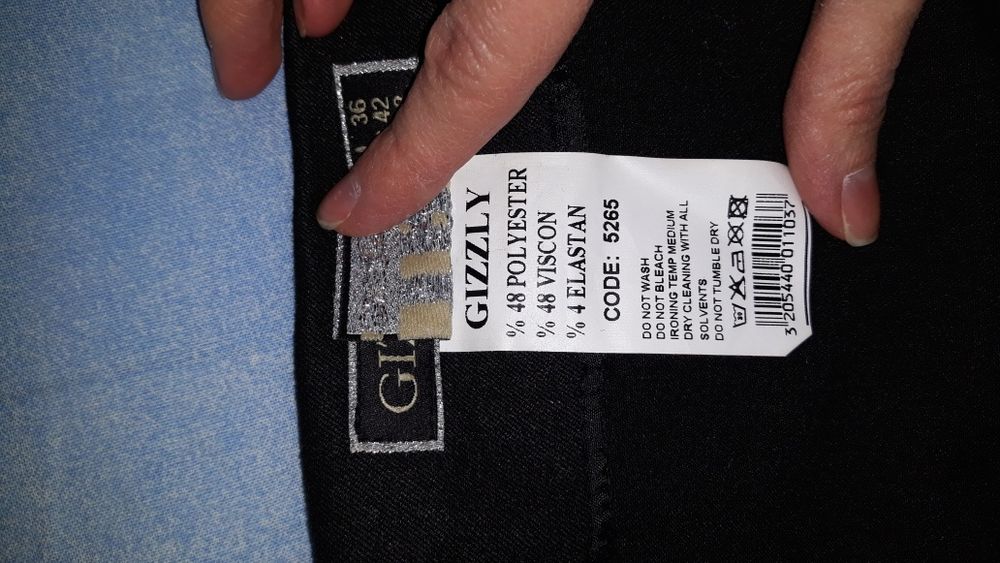 36
42
GIZZLY
% 48 POLYESTER
% 48 VISCON
% 4 ELASTAN
CODE: 5265
DO NOT WASH
DO NOT BLEACH
IRONING TEMP MEDIUM
DRY CLEANING WITH ALL
SOLVENTS
DO NOT TUMBLE DRY
3 205440 011037